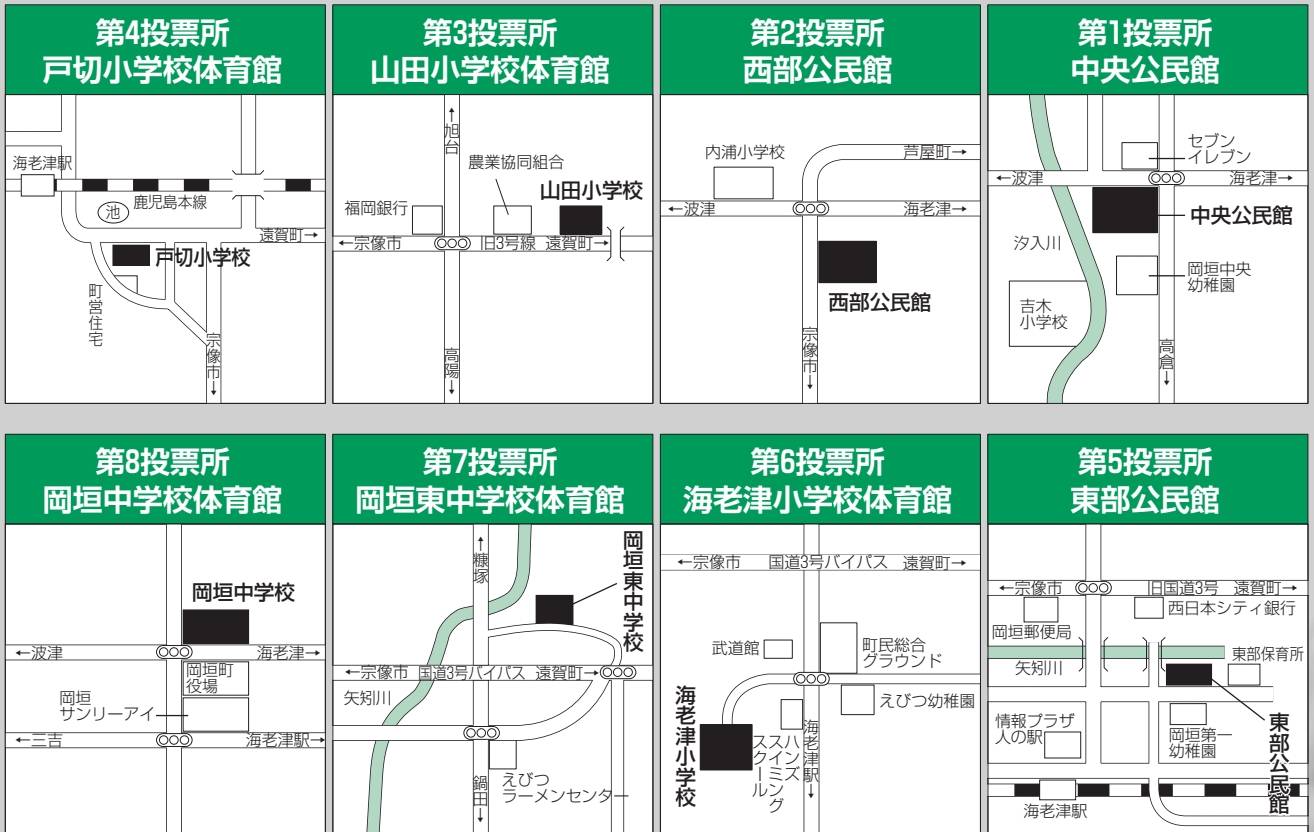 第4投票所
戸切小学校体育館
海老津駅
鹿児島本線
池
遠賀町→
戸切小学校
町営住宅
宗像市→
第3投票所
山田小学校体育館
←旭台
農業協同組合
山田小学校
福岡銀行
←宗像市
旧3号線
遠賀町→
高陽→
第2投票所
西部公民館
内浦小学校
芦屋町→
←波津
海老津→
西部公民館
宗像市→
第1投票所
中央公民館
セブン
イレブン
←波津
海老津→
中央公民館
汐入川
岡垣中央
幼稚園
吉木
小学校
高倉→
第8投票所
岡垣中学校体育館
岡垣中学校
←波津
海老津→
岡垣町
役場
岡垣
サンリーアイ
←三吉
海老津駅→
第7投票所
岡垣東中学校体育館
←糠塚
岡垣東中学校
←宗像市
国道3号バイパス
遠賀町→
矢矧川
えびつ
ラーメンセンター
鍋田→
第6投票所
海老津小学校体育館
←宗像市
国道3号バイパス
遠賀町→
武道館
町民総合
グラウンド
えびつ幼稚園
海老津小学校
ハンズ
スイミング
スクール
海老津駅→
第5投票所
東部公民館
←宗像市
旧国道3号
遠賀町→
岡垣郵便局
西日本シティ銀行
矢矧川
東部保育所
情報プラザ
人の駅
岡垣第一
幼稚園
東部公民館
海老津駅